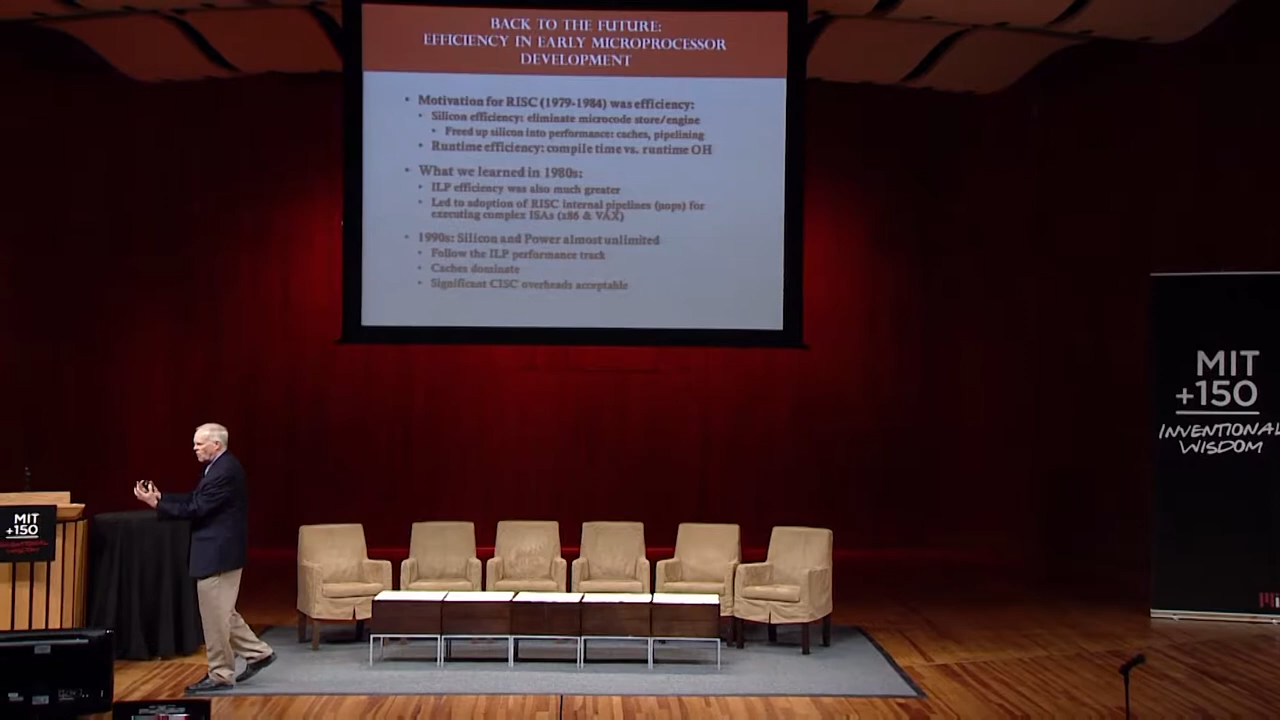 BACK TO THE FUTURE:
EFFICIENCY IN EARLY MICROPROCESSOR
DEVELOPMENT
• Motivation for RISC (1979-1984) was efficiency:
• Silicon efficiency: eliminate microcode store/engine
• Freed up silicon into performance: caches, pipelining
• Runtime efficiency: compile time vs. runtime OH
• What we learned in 1980s:
• ILP efficiency was also much greater
• Led to adoption of RISC internal pipelines (μops) for
executing complex ISAs (x86 & VAX)
• 1990s: Silicon and Power almost unlimited
• Follow the ILP performance track
• Caches dominate
• Significant CISC overheads acceptable
MIT
+150
INVENTIONAL
WISDOM
MIT
+150